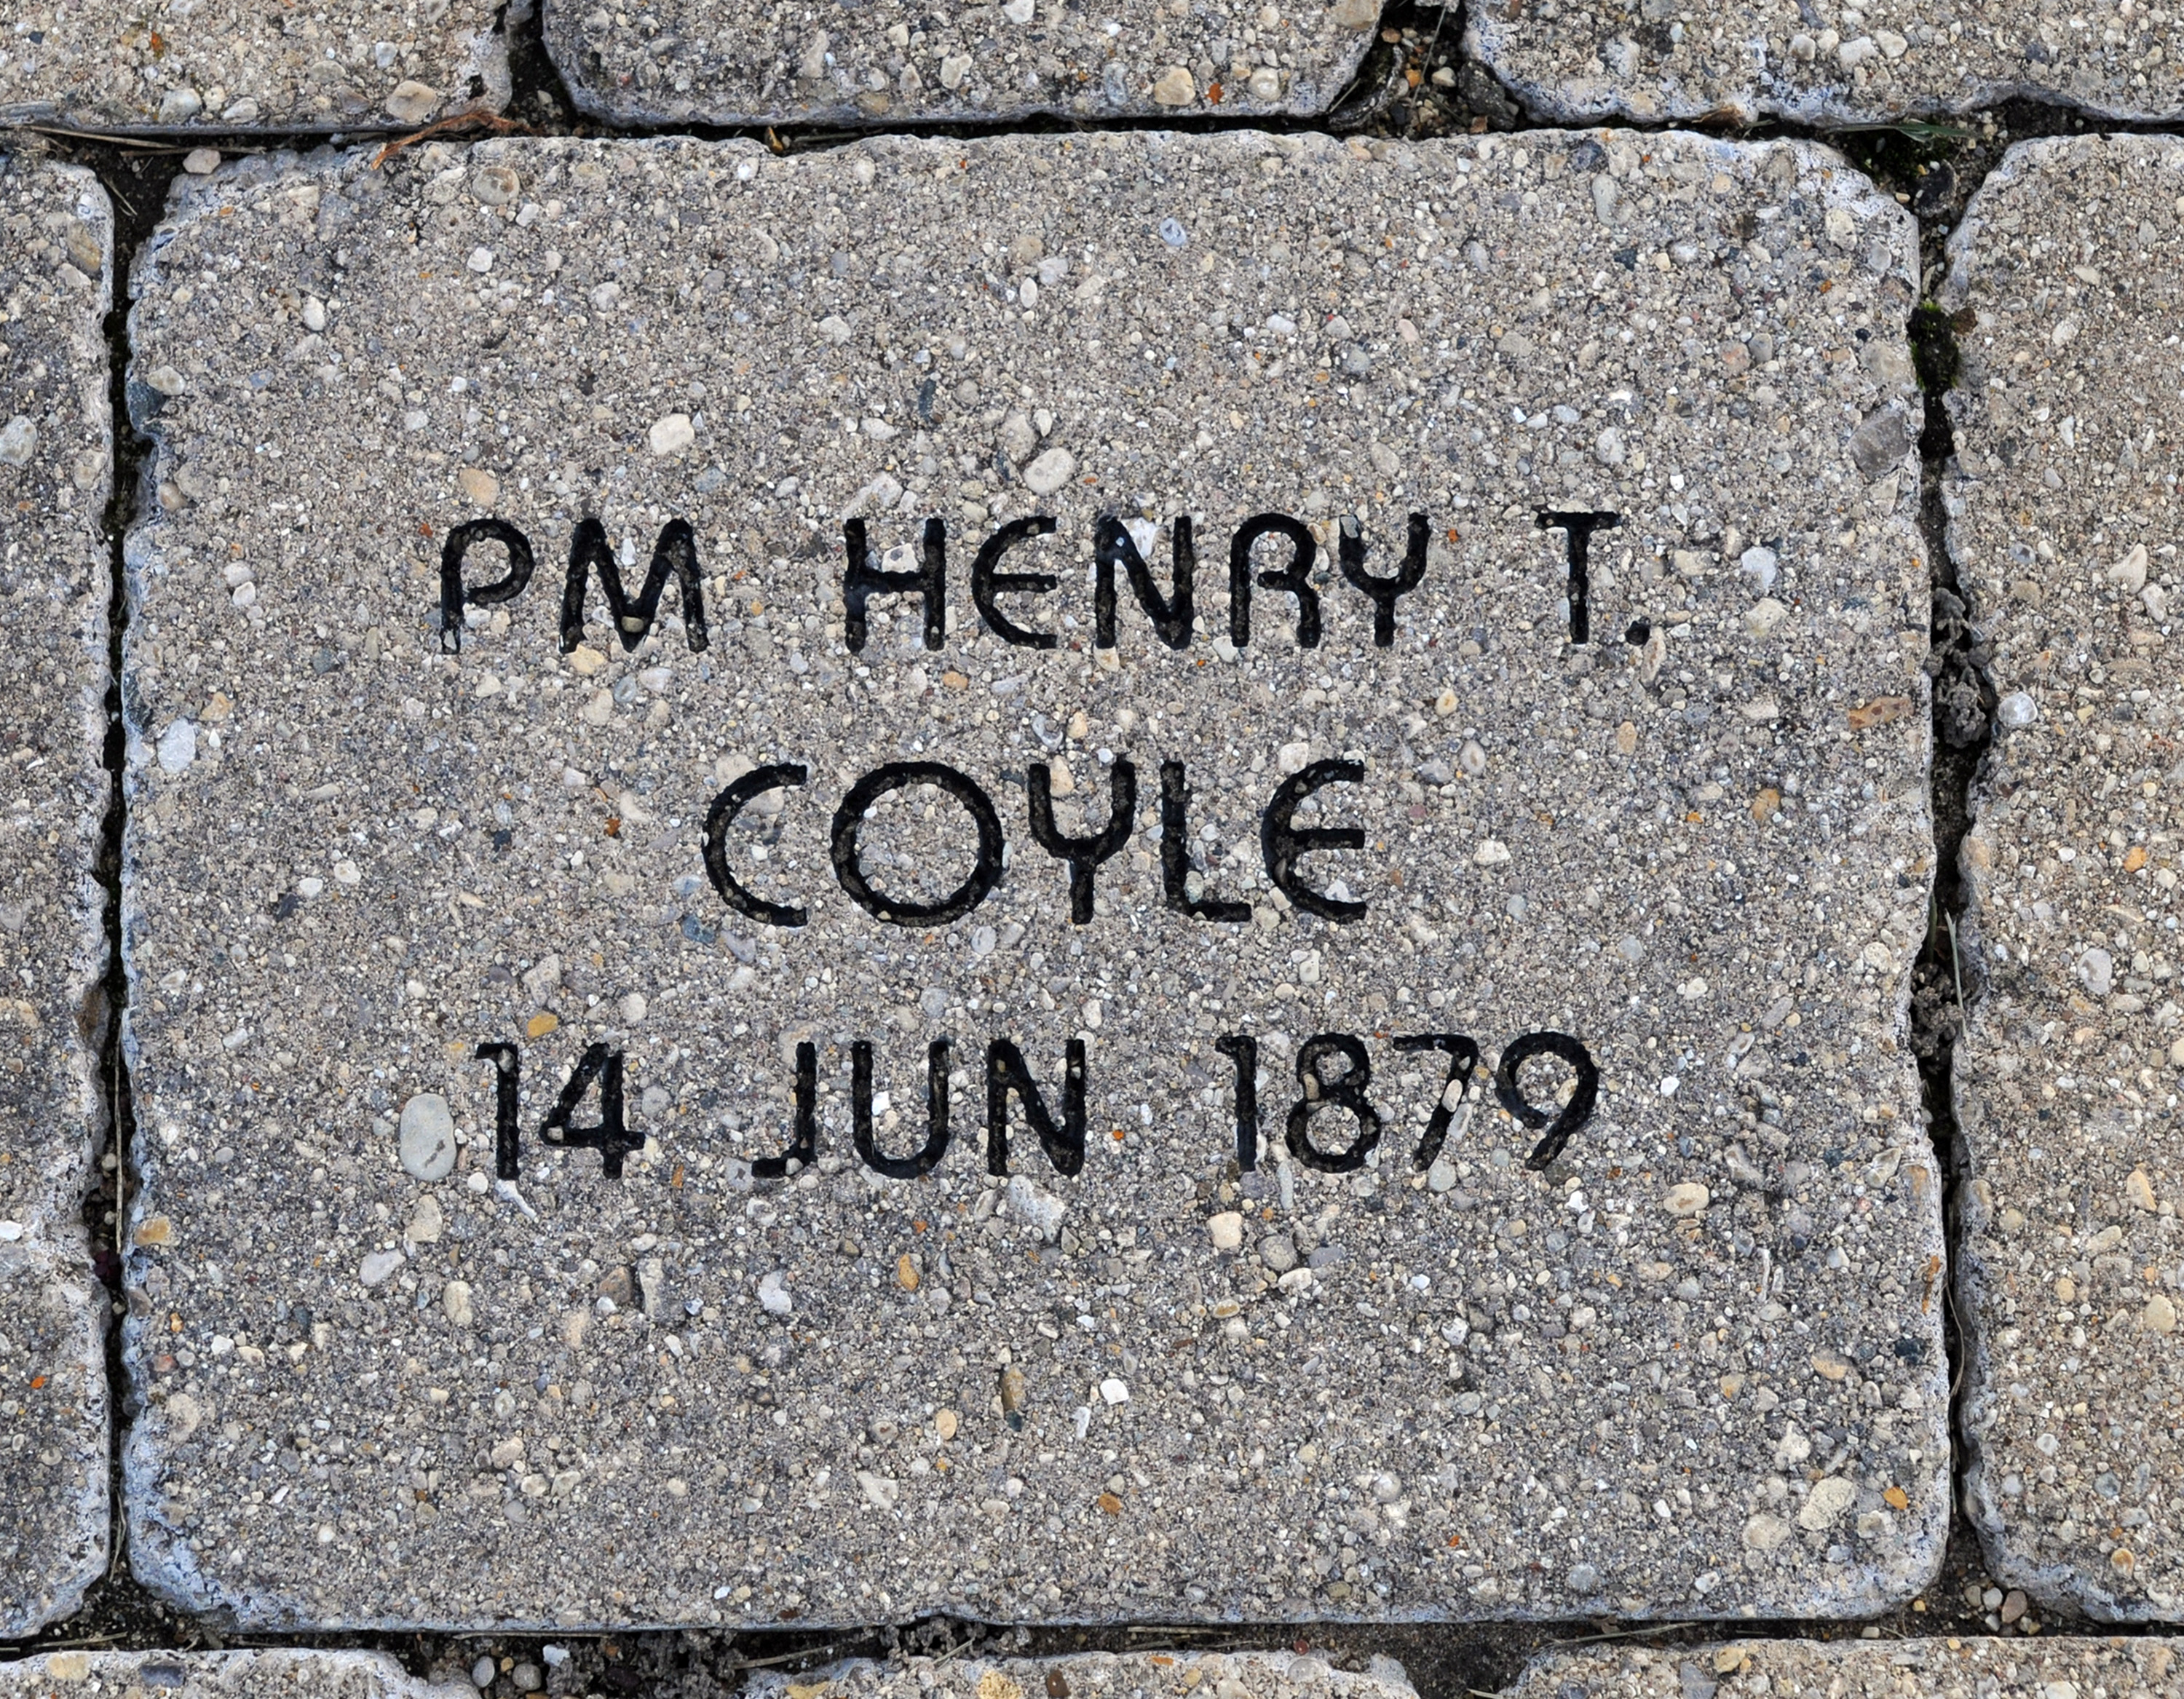 PM HENRY T.
COYLE
14 JUN 1879